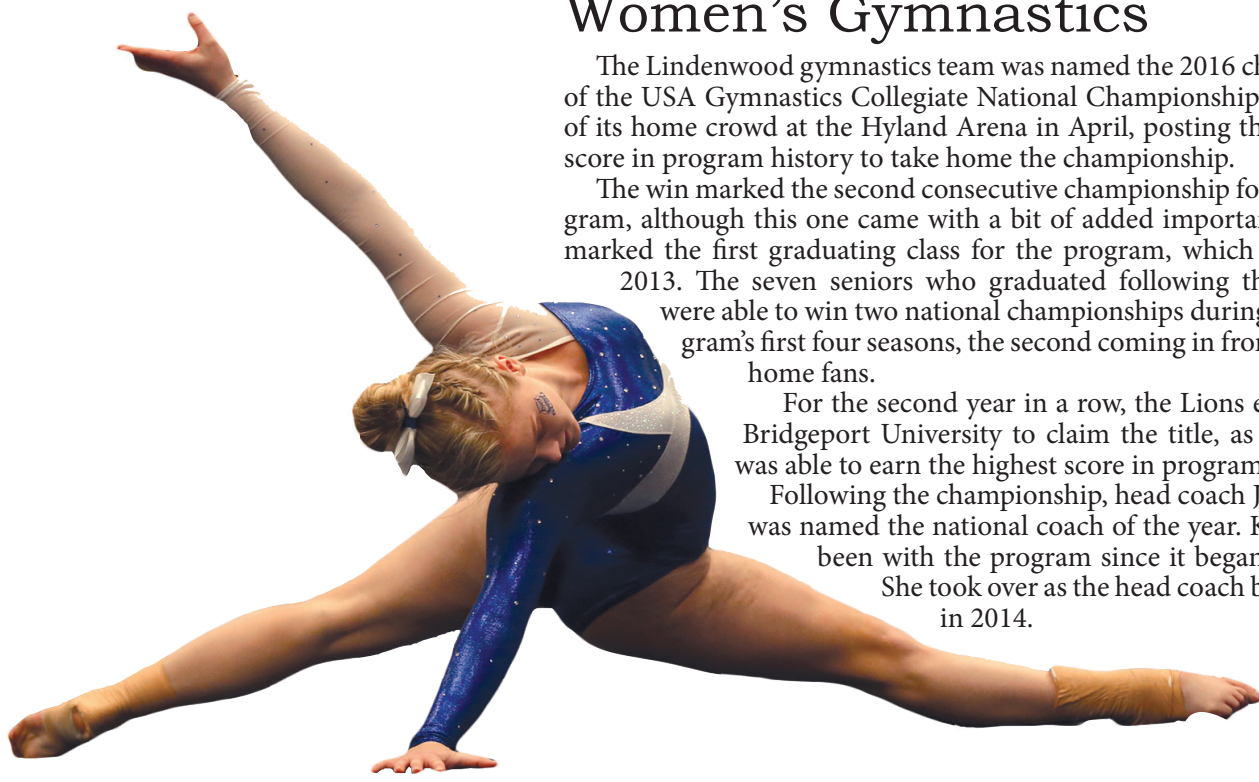 Women's Gymnastics
The Lindenwood gymnastics team was named the 2016
of the USA Gymnastics Collegiate National Championship
of its home crowd at the Hyland Arena in April, posting
score in program history to take home the championship.
The win marked the second consecutive championship
gram, although this one came with a bit of added
marked the first graduating class for the program, which
2013. The seven seniors who graduated following
were able to win two national championships during
gram's first four seasons, the second coming in
home fans.
For the second year in a row, the Lions
Bridgeport University to claim the title, as
was able to earn the highest score in program
Following the championship, head coach
was named the national coach of the year.
been with the program since it began
She took over as the head coach
in 2014.